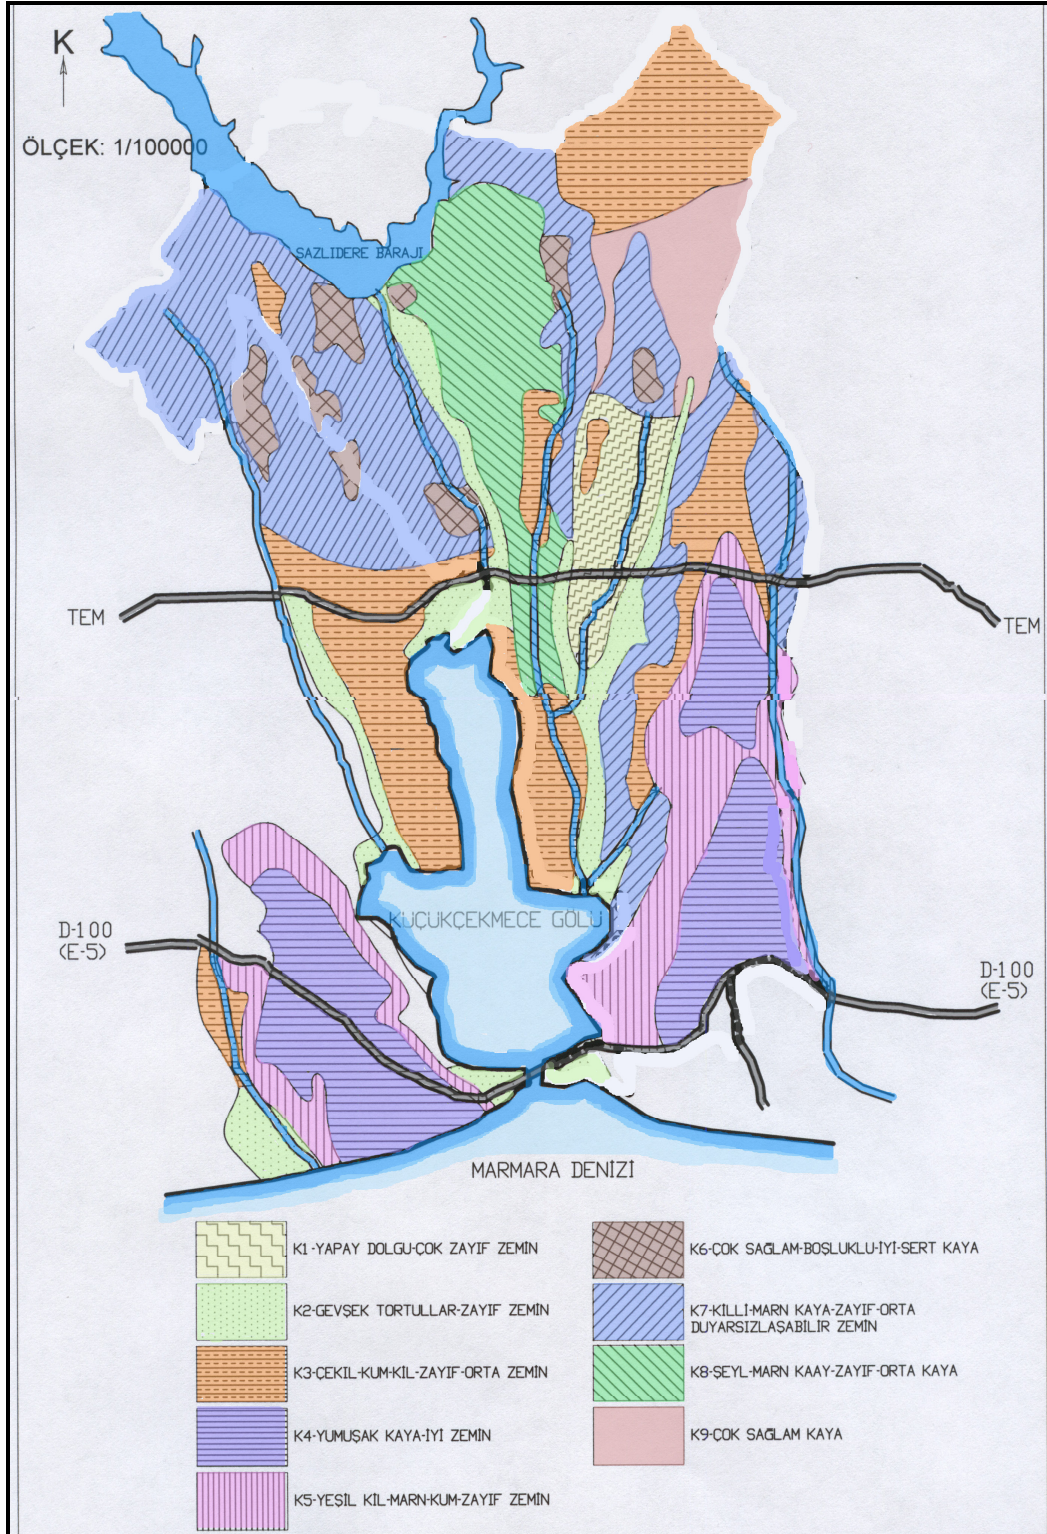 K
ÖLÇEK: 1/100000
SAZLIDERE BARAJI
TEM
TEM
KÜÇÜKÇEKMECE GÖLÜ
D-100
(E-5)
D-100
(E-5)
MARMARA DENİZİ
K1-YAPAY DOLGU-ÇOK ZAYIF ZEMİN
K2-GEVŞEK TORTULLAR-ZAYIF ZEMİN
K3-ÇEKIL-KUM-KİL-ZAYIF-ORTA ZEMİN
K4-YUMUŞAK KAYA-İYİ ZEMİN
K5-YEŞİL KİL-MARN-KUM-ZAYIF ZEMİN
K6-ÇOK SAĞLAM-BOŞLUKLU-İYİ-SERT KAYA
K7-KİLLİ-MARN KAYA-ZAYIF-ORTA
DUYARSIZLAŞABİLİR ZEMİN
K8-ŞEYL-MARN KAAY-ZAYIF-ORTA KAYA
K9-ÇOK SAĞLAM KAYA